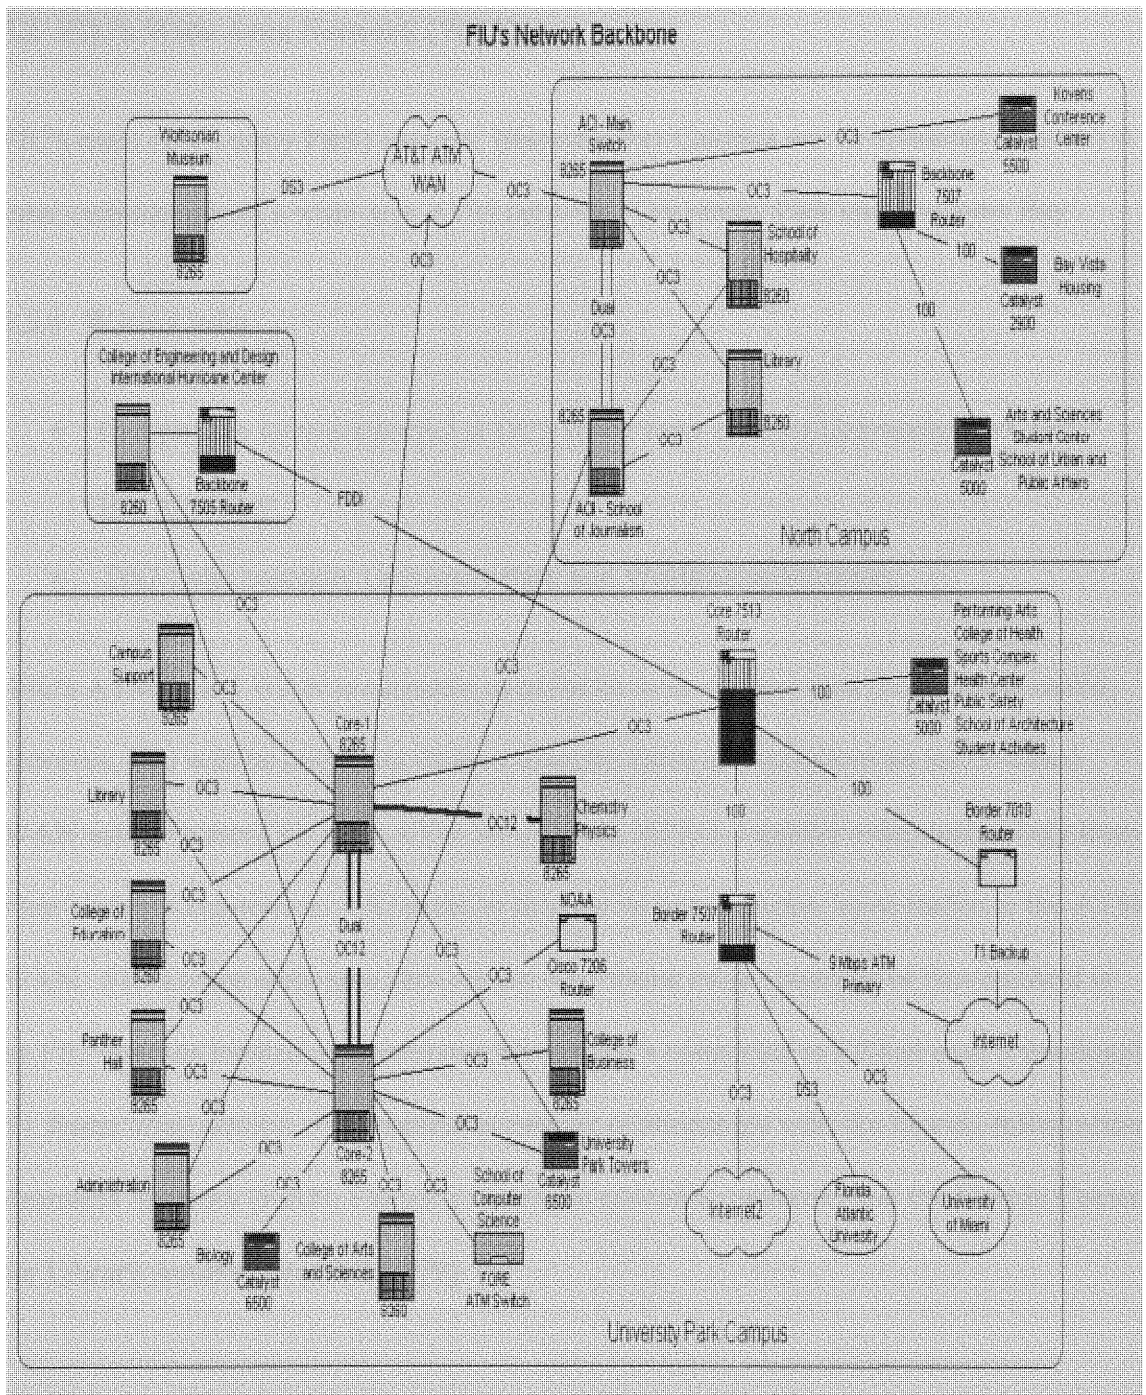 FIU's Network Backbone
Wolfsonian
Museum
8265
DS3
AT&T ATM
WAN
OC3
OC3
ACI - Main
Switch
8265
OC3
Kovens
Conference
Center
Catalyst
5500
OC3
Backbone
7507
Router
OC3
School of
Hospitality
8260
OC3
100
Bay Vista
Housing
Catalyst
2900
100
Dual
OC3
OC3
Library
8260
8265
OC3
ACI - School
of Journalism
Arts and Sciences
Student Center
School of Urban and
Public Affairs
Catalyst
5000
North Campus
College of Engineering and Design
International Hurricane Center
8260
Backbone
7505 Router
FDDI
OC3
OC3
Campus
Support
8265
OC3
Core-1
8265
Core 7513
Router
OC3
100
Catalyst
5000
Performing Arts
College of Health
Sports Complex
Health Center
Public Safety
School of Architecture
Student Activities
Library
8265
OC3
OC3
OC12
Chemistry
Physics
8265
100
100
Border 7010
Router
College of
Education
8260
OC3
OC3
Dual
OC12
NOAA
Cisco 7206
Router
OC3
OC3
Border 7507
Router
9 Mbps ATM
Primary
T1 Backup
Internet
Panther
Hall
8265
OC3
OC3
OC3
College of
Business
8265
OC3
DS3
OC3
Administration
8265
OC3
OC3
Core-2
8265
OC3
University
Park Towers
Catalyst
5500
OC3
OC3
OC3
Biology
Catalyst
5500
College of Arts
and Sciences
8260
School of
Computer
Science
FORE
ATM Switch
Internet2
Florida
Atlantic
University
University
of Miami
University Park Campus